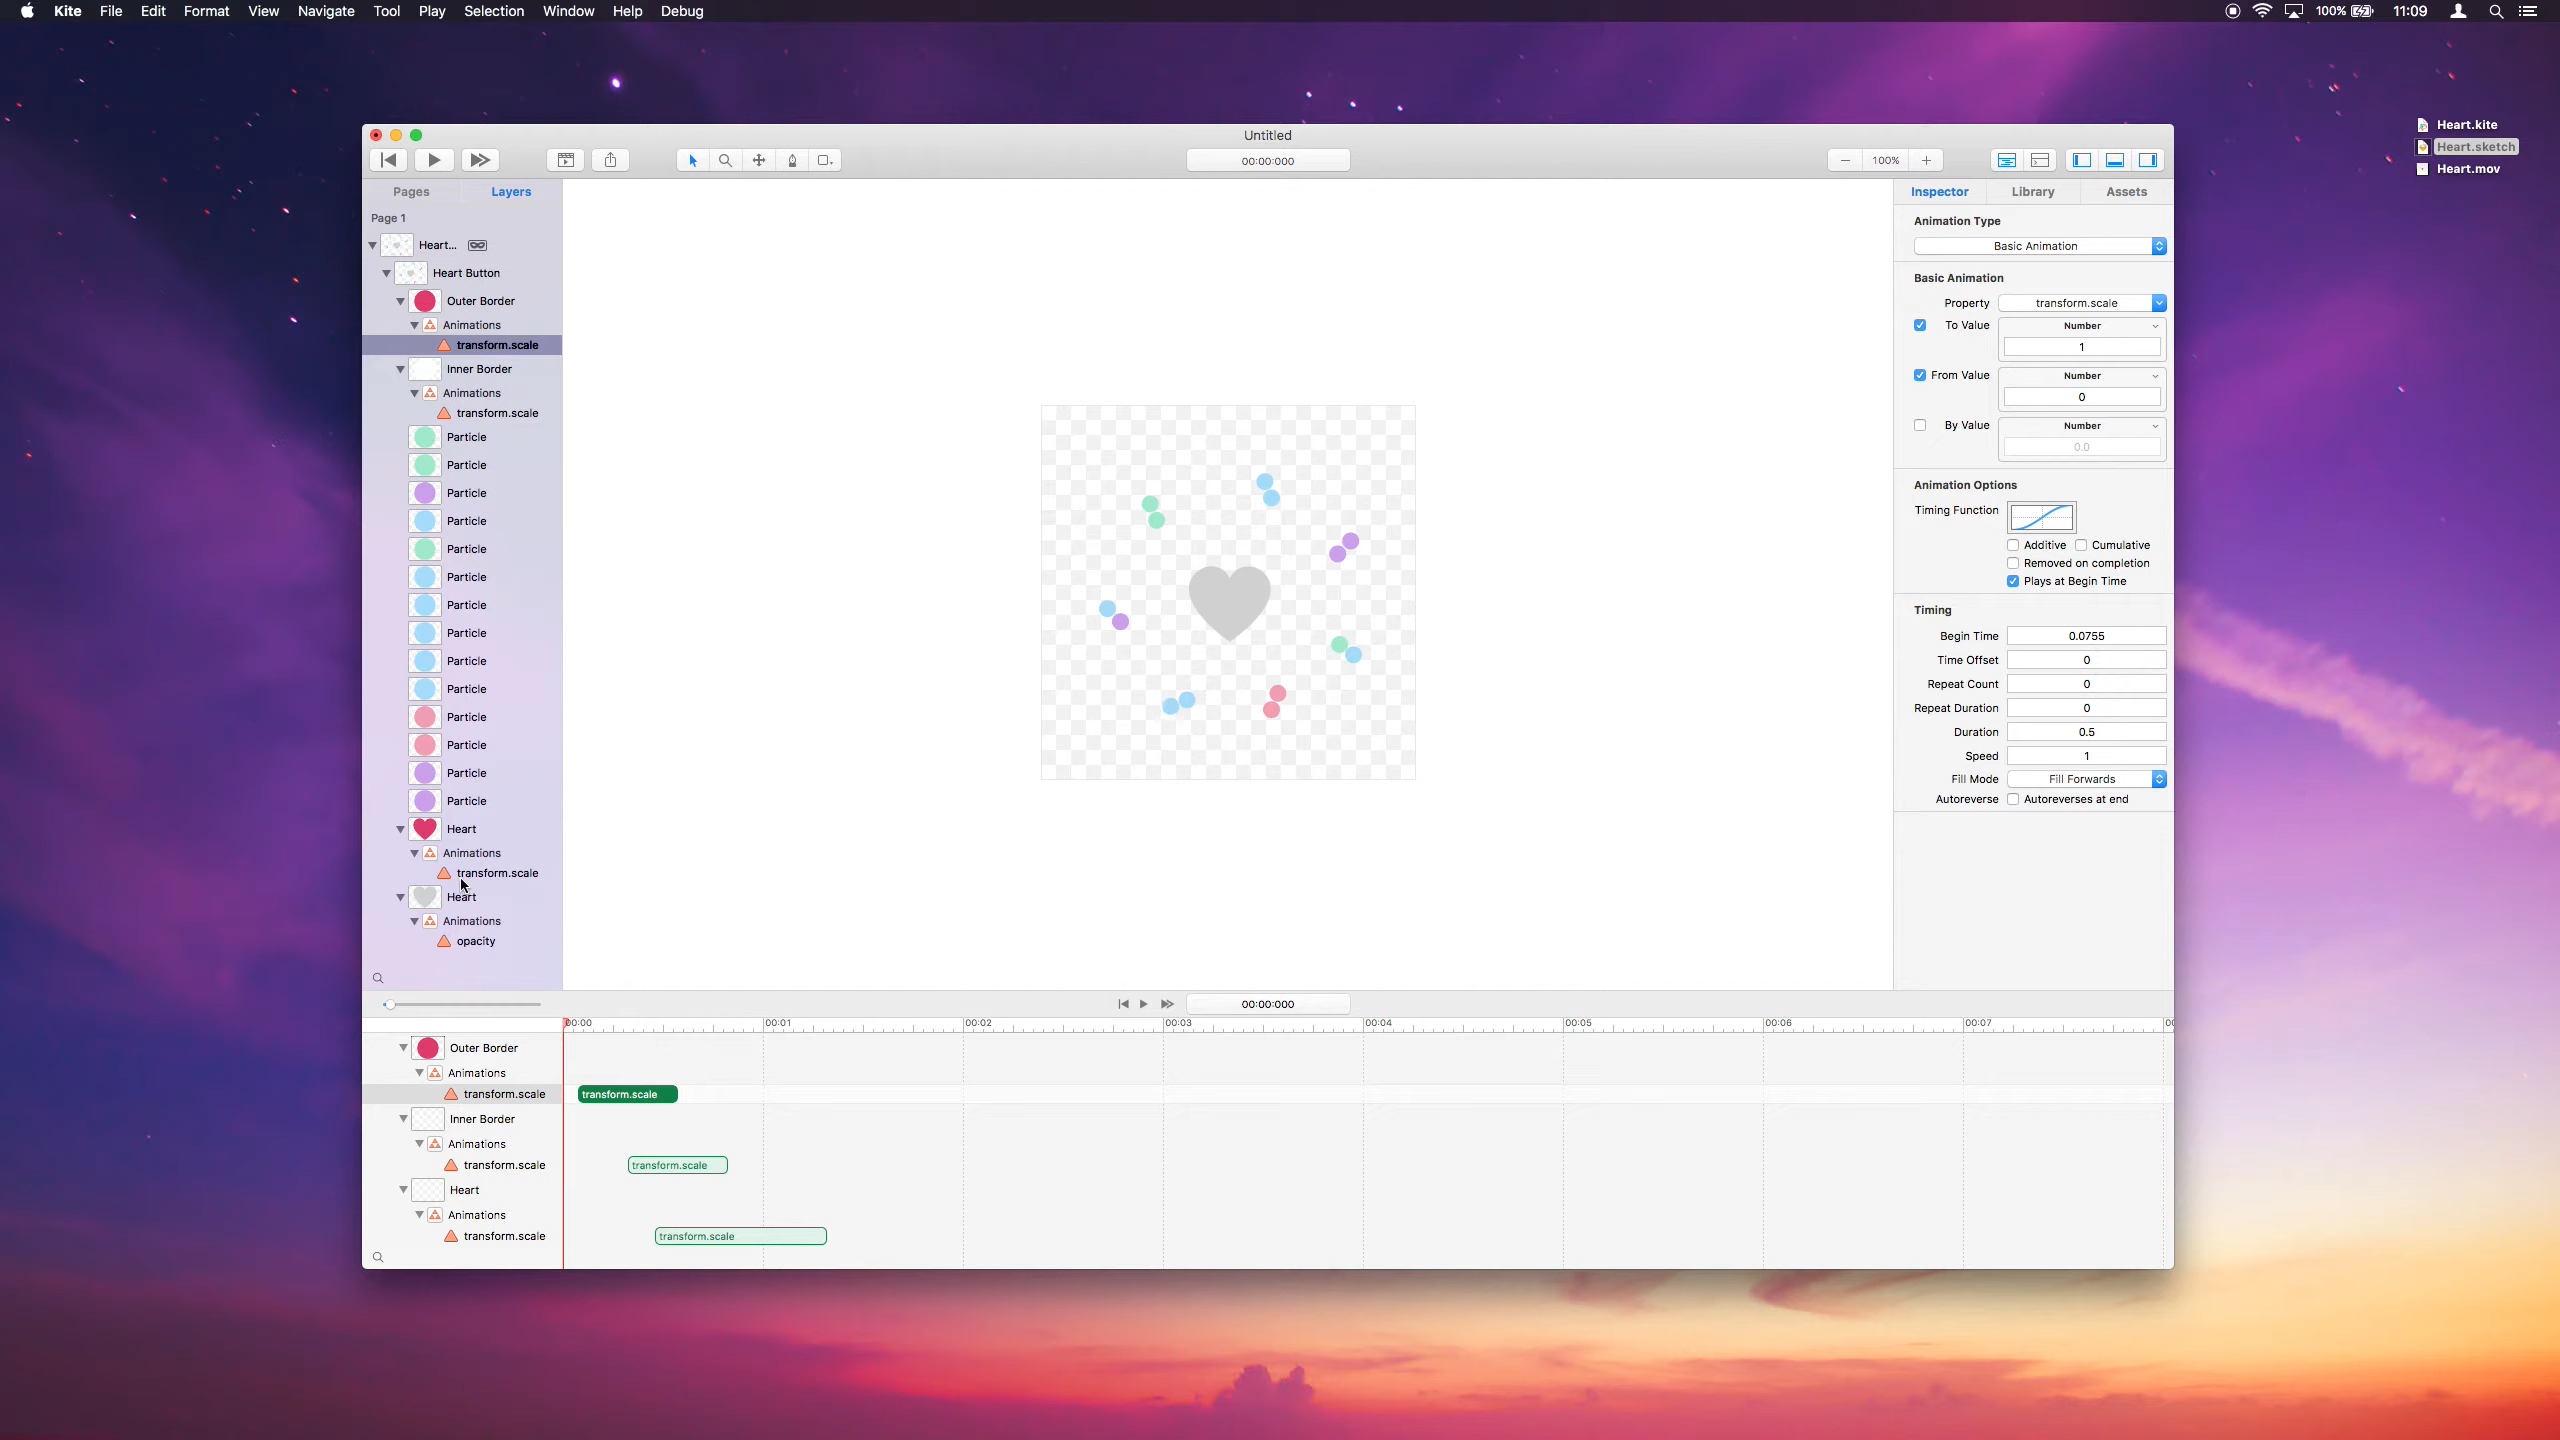 Kite File Edit Format View Navigate Tool Play Selection Window Help Debug
100% 11:09
Heart.kite
Heart.sketch
Heart.mov
Untitled
00:00:000
100%
Pages Layers
Page 1
Heart...
Heart Button
Outer Border
Animations
transform.scale
Inner Border
Animations
transform.scale
Particle
Particle
Particle
Particle
Particle
Particle
Particle
Particle
Particle
Particle
Particle
Particle
Particle
Particle
Heart
Animations
transform.scale
Heart
Animations
opacity
Inspector Library Assets
Animation Type
Basic Animation
Basic Animation
Property transform.scale
To Value Number
1
From Value Number
0
By Value Number
0.0
Animation Options
Timing Function
Additive Cumulative
Removed on completion
Plays at Begin Time
Timing
Begin Time 0.0755
Time Offset 0
Repeat Count 0
Repeat Duration 0
Duration 0.5
Speed 1
Fill Mode Fill Forwards
Autoreverse Autoreverses at end
00:00:000
00:00 00:01 00:02 00:03 00:04 00:05 00:06 00:07
Outer Border
Animations
transform.scale transform.scale
Inner Border
Animations
transform.scale transform.scale
Heart
Animations
transform.scale transform.scale